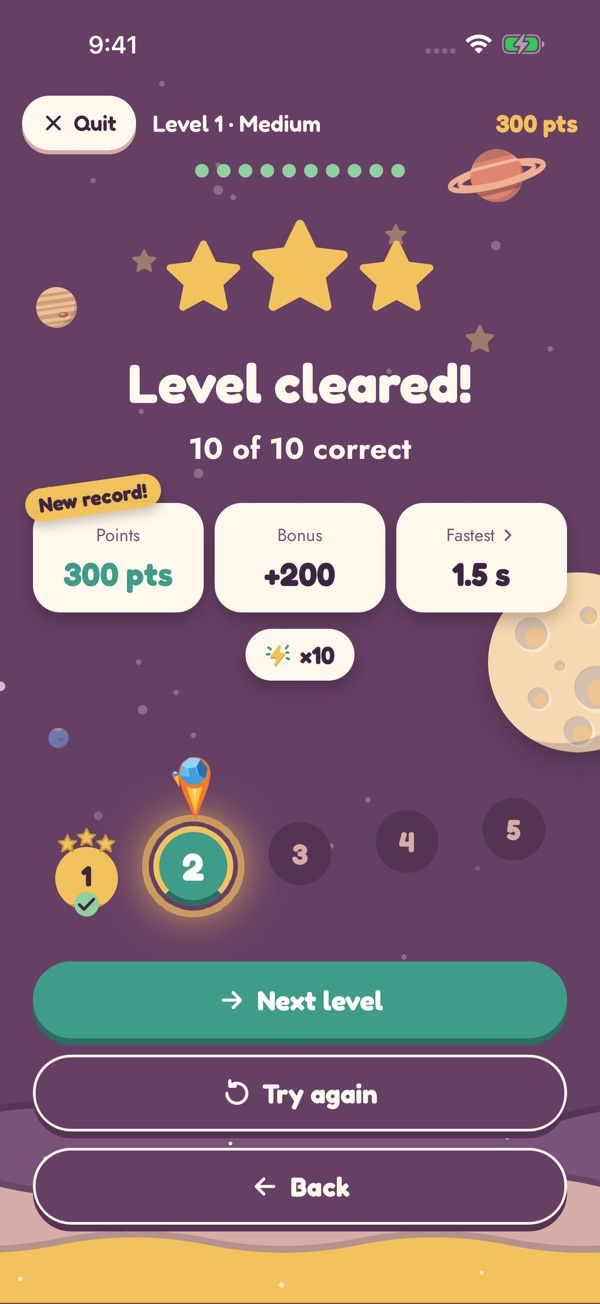 9:41
Quit
Level 1 · Medium
300 pts
Level cleared!
10 of 10 correct
New record!
Points
300 pts
Bonus
+200
Fastest
1.5 s
x10
1
2
3
4
5
Next level
Try again
Back